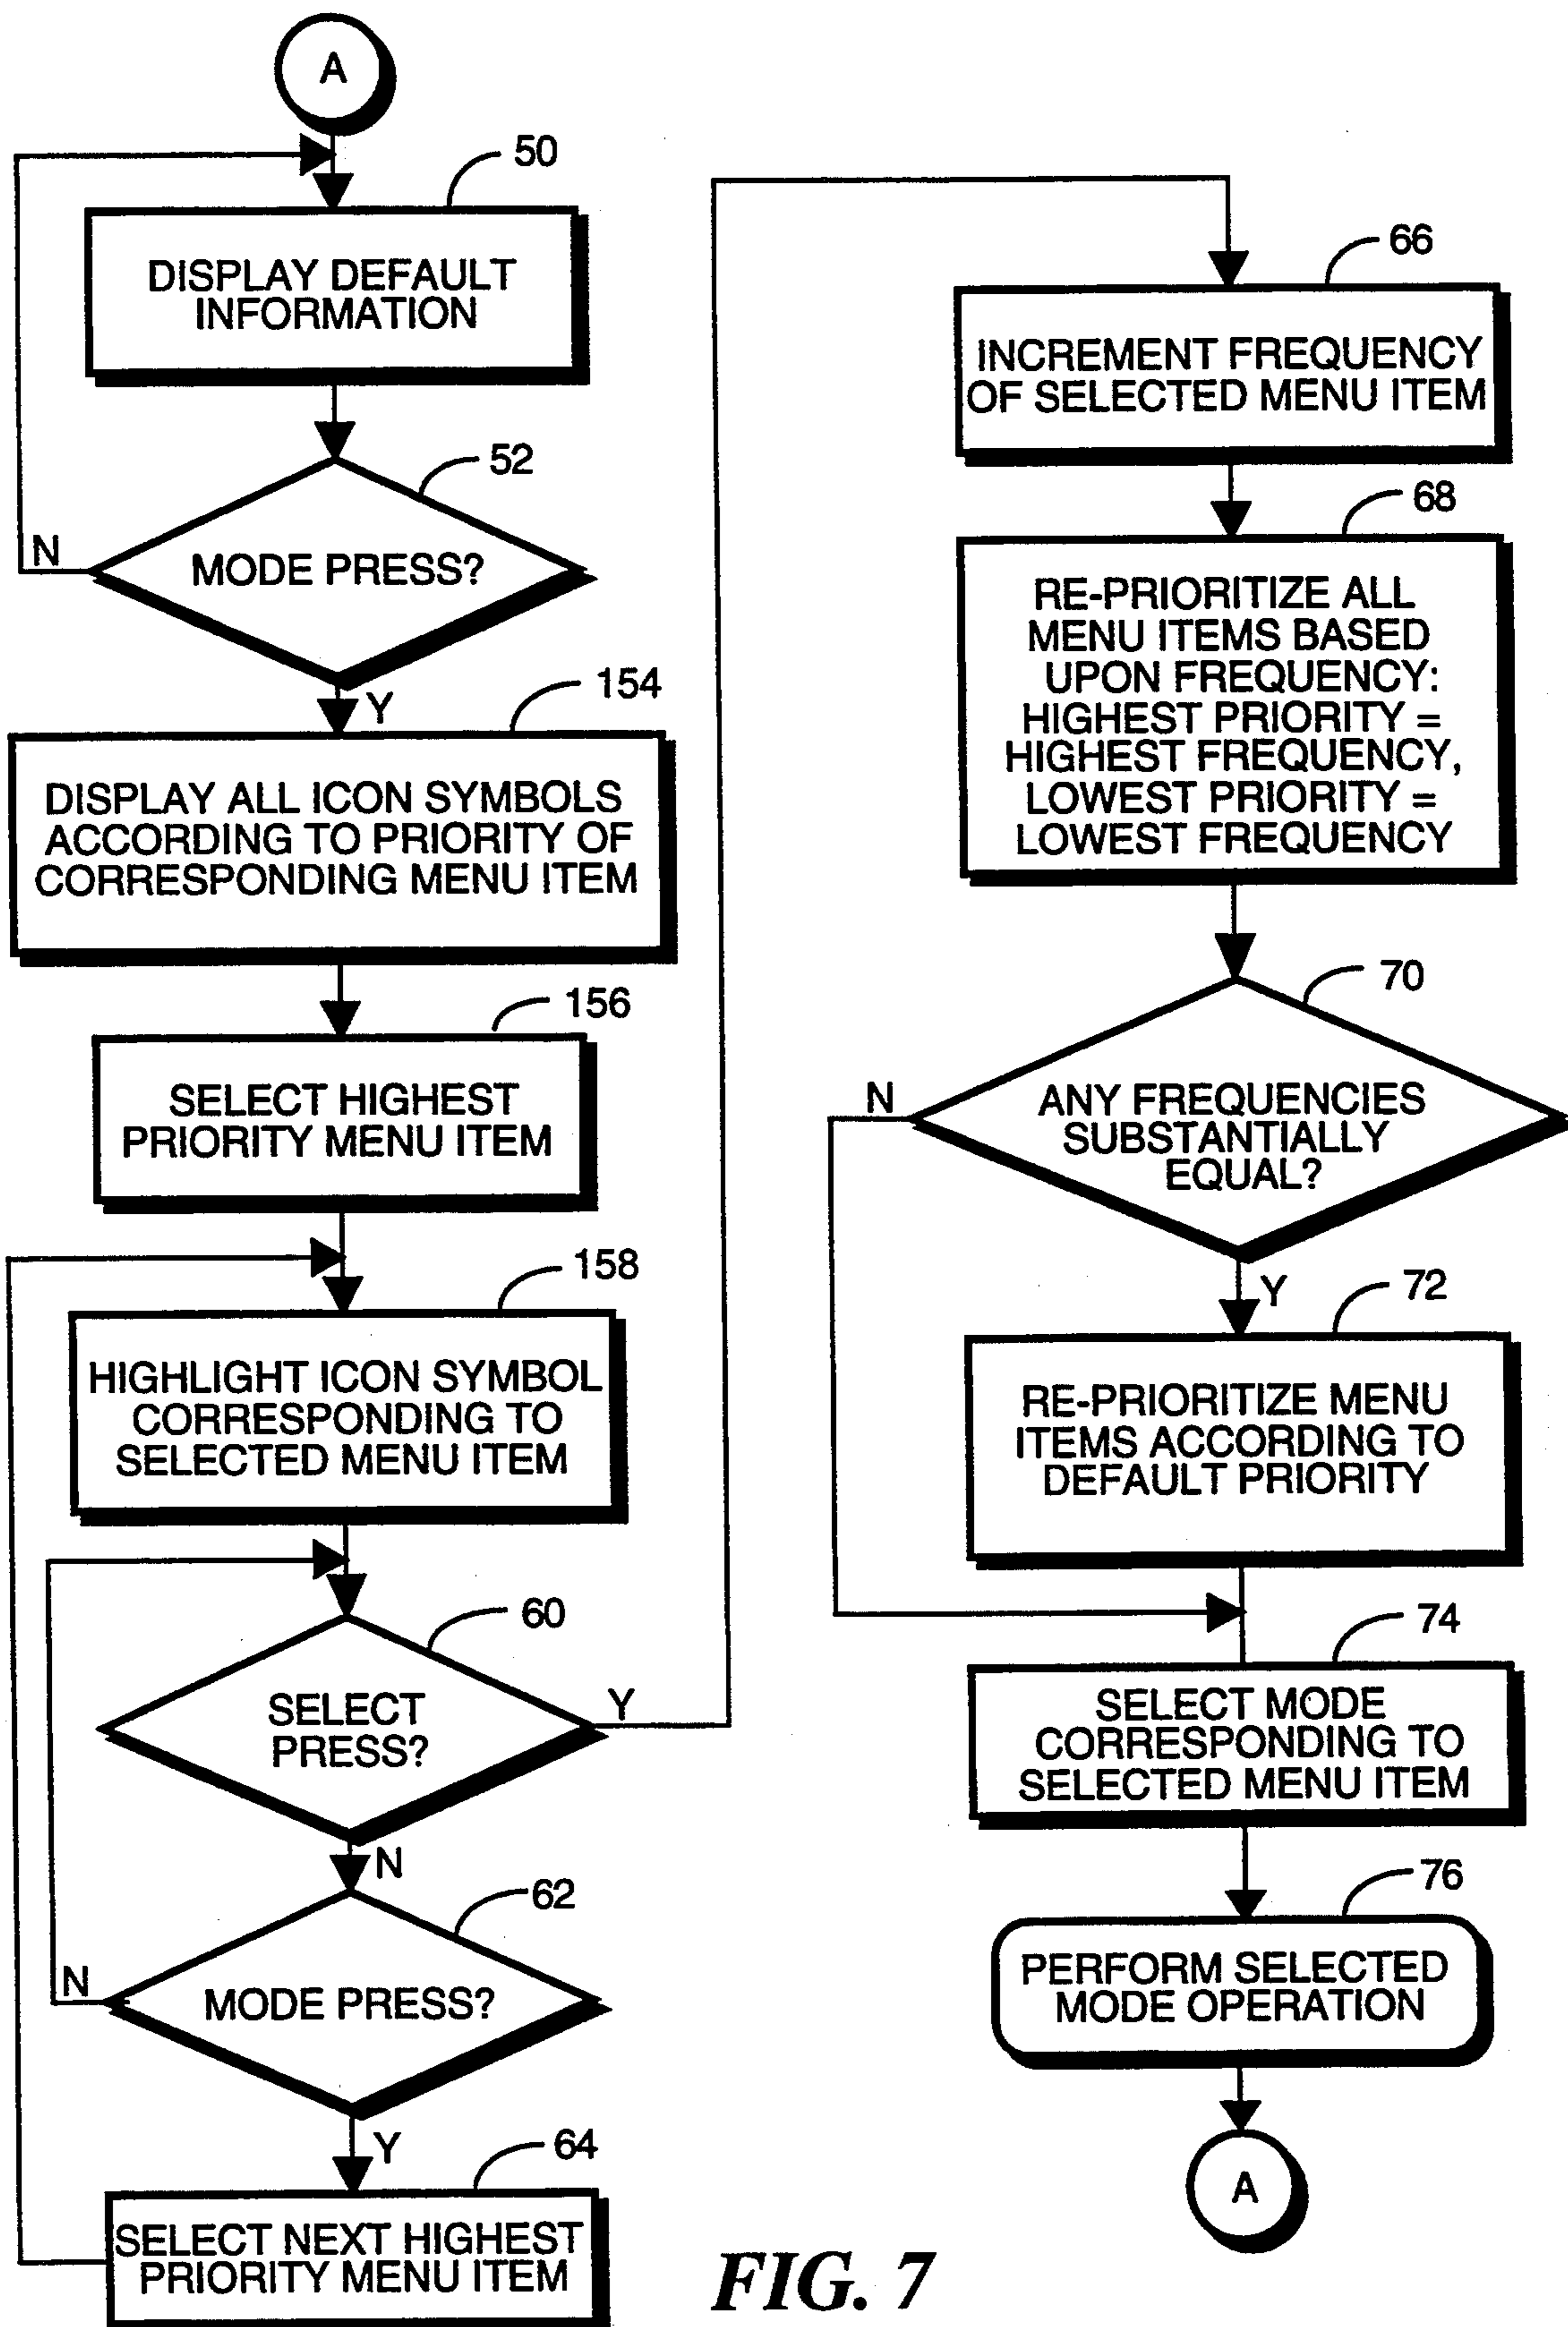 A
50
DISPLAY DEFAULT
INFORMATION
52
MODE PRESS?
N
Y
154
DISPLAY ALL ICON SYMBOLS
ACCORDING TO PRIORITY OF
CORRESPONDING MENU ITEM
156
SELECT HIGHEST
PRIORITY MENU ITEM
158
HIGHLIGHT ICON SYMBOL
CORRESPONDING TO
SELECTED MENU ITEM
60
SELECT
PRESS?
Y
N
62
MODE PRESS?
N
Y
64
SELECT NEXT HIGHEST
PRIORITY MENU ITEM
66
INCREMENT FREQUENCY
OF SELECTED MENU ITEM
68
RE-PRIORITIZE ALL
MENU ITEMS BASED
UPON FREQUENCY:
HIGHEST PRIORITY =
HIGHEST FREQUENCY,
LOWEST PRIORITY =
LOWEST FREQUENCY
70
ANY FREQUENCIES
SUBSTANTIALLY
EQUAL?
N
Y
72
RE-PRIORITIZE MENU
ITEMS ACCORDING TO
DEFAULT PRIORITY
74
SELECT MODE
CORRESPONDING TO
SELECTED MENU ITEM
76
PERFORM SELECTED
MODE OPERATION
A
FIG. 7